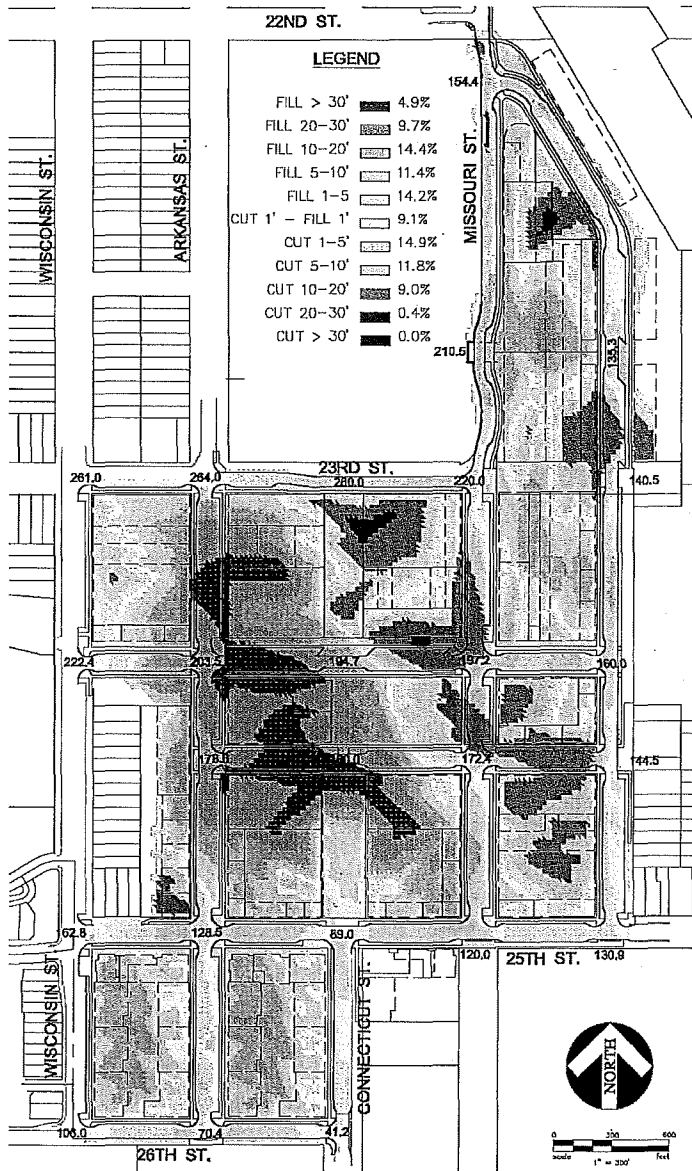 22ND ST.
LEGEND
FILL > 30' 4.9%
FILL 20-30' 9.7%
FILL 10-20' 14.4%
FILL 5-10' 11.4%
FILL 1-5 14.2%
CUT 1' - FILL 1' 9.1%
CUT 1-5' 14.9%
CUT 5-10' 11.8%
CUT 10-20' 9.0%
CUT 20-30' 0.4%
CUT > 30' 0.0%
WISCONSIN ST.
ARKANSAS ST.
MISSOURI ST.
154.4
210.5
135.3
23RD ST.
261.0
264.0
280.0
220.0
140.5
222.4
203.5
194.7
197.2
160.0
178.0
172.4
144.5
162.8
128.5
89.0
120.0
130.9
25TH ST.
WISCONSIN ST.
CONNECTICUT ST.
NORTH
106.0
70.4
41.2
26TH ST.
0 300 600
scale 1" = 300' feet